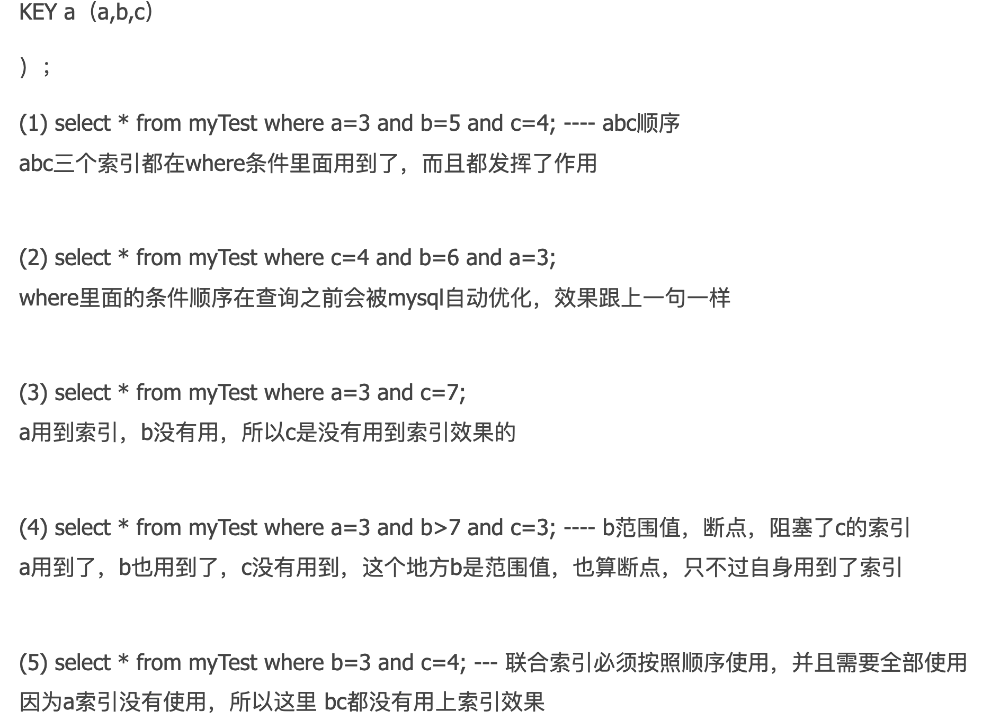 KEY a（a,b,c）
）；
(1) select * from myTest where a=3 and b=5 and c=4; ---- abc顺序
abc三个索引都在where条件里面用到了，而且都发挥了作用
(2) select * from myTest where c=4 and b=6 and a=3;
where里面的条件顺序在查询之前会被mysql自动优化，效果跟上一句一样
(3) select * from myTest where a=3 and c=7;
a用到索引，b没有用，所以c是没有用到索引效果的
(4) select * from myTest where a=3 and b>7 and c=3; ---- b范围值，断点，阻塞了c的索引
a用到了，b也用到了，c没有用到，这个地方b是范围值，也算断点，只不过自身用到了索引
(5) select * from myTest where b=3 and c=4; --- 联合索引必须按照顺序使用，并且需要全部使用
因为a索引没有使用，所以这里 bc都没有用上索引效果